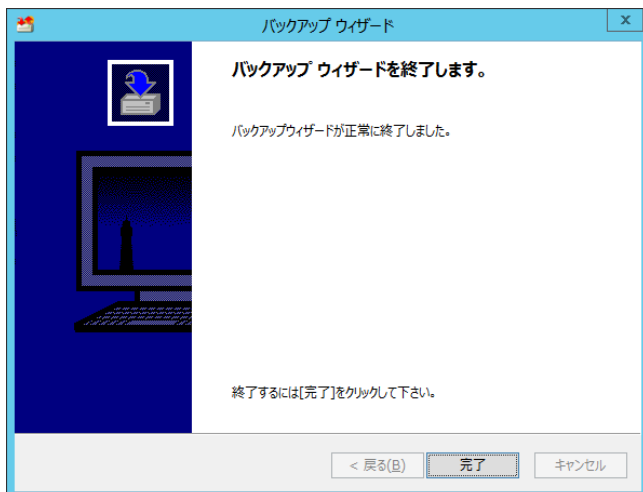 バックアップ ウィザード
x
バックアップ ウィザードを終了します。
バックアップウィザードが正常に終了しました。
終了するには[完了]をクリックして下さい。
< 戻る(B)
完了
キャンセル